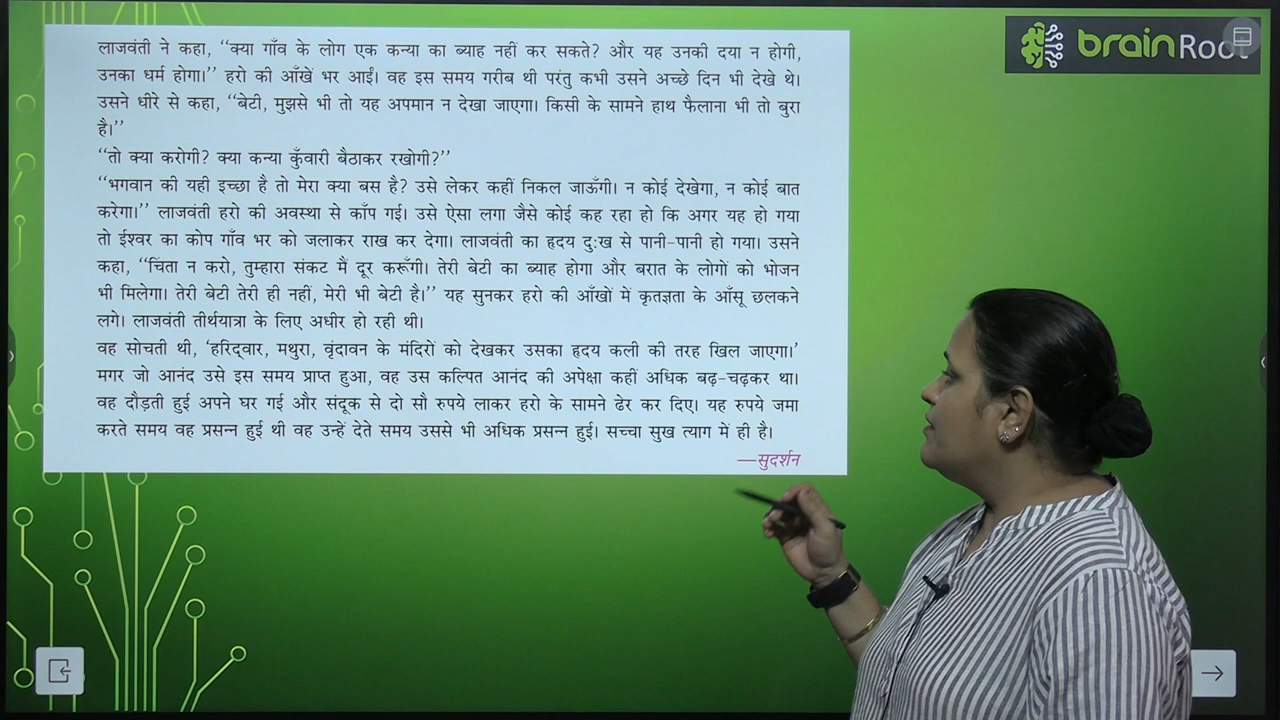 लाजवंती ने कहा, ‘‘क्या गाँव के लोग एक कन्या का ब्याह नहीं कर सकते? और यह उनकी दया न होगी,
उनका धर्म होगा।’’ हरो की आँखें भर आईं। वह इस समय गरीब थी परंतु कभी उसने अच्छे दिन भी देखे थे।
उसने धीरे से कहा, ‘‘बेटी, मुझसे भी तो यह अपमान न देखा जाएगा। किसी के सामने हाथ फैलाना भी तो बुरा
है।’’
‘‘तो क्या करोगी? क्या कन्या कुँवारी बैठाकर रखोगी?’’
‘‘भगवान की यही इच्छा है तो मेरा क्या बस है? उसे लेकर कहीं निकल जाऊँगी। न कोई देखेगा, न कोई बात
करेगा।’’ लाजवंती हरो की अवस्था से काँप गई। उसे ऐसा लगा जैसे कोई कह रहा हो कि अगर यह हो गया
तो ईश्वर का कोप गाँव भर को जलाकर राख कर देगा। लाजवंती का हृदय दु:ख से पानी-पानी हो गया। उसने
कहा, ‘‘चिंता न करो, तुम्हारा संकट मैं दूर करूँगी। तेरी बेटी का ब्याह होगा और बरात के लोगों को भोजन
भी मिलेगा। तेरी बेटी तेरी ही नहीं, मेरी भी बेटी है।’’ यह सुनकर हरो की आँखों में कृतज्ञता के आँसू छलकने
लगे। लाजवंती तीर्थयात्रा के लिए अधीर हो रही थी।
वह सोचती थी, ‘हरिद्‌वार, मथुरा, वृंदावन के मंदिरों को देखकर उसका हृदय कली की तरह खिल जाएगा।’
मगर जो आनंद उसे इस समय प्राप्त हुआ, वह उस कल्पित आनंद की अपेक्षा कहीं अधिक बढ़-चढ़कर था।
वह दौड़ती हुई अपने घर गई और संदूक से दो सौ रुपये लाकर हरो के सामने ढेर कर दिए। यह रुपये जमा
करते समय वह प्रसन्न हुई थी वह उन्हें देते समय उससे भी अधिक प्रसन्न हुई। सच्चा सुख त्याग में ही है।
—सुदर्शन
brainRoot